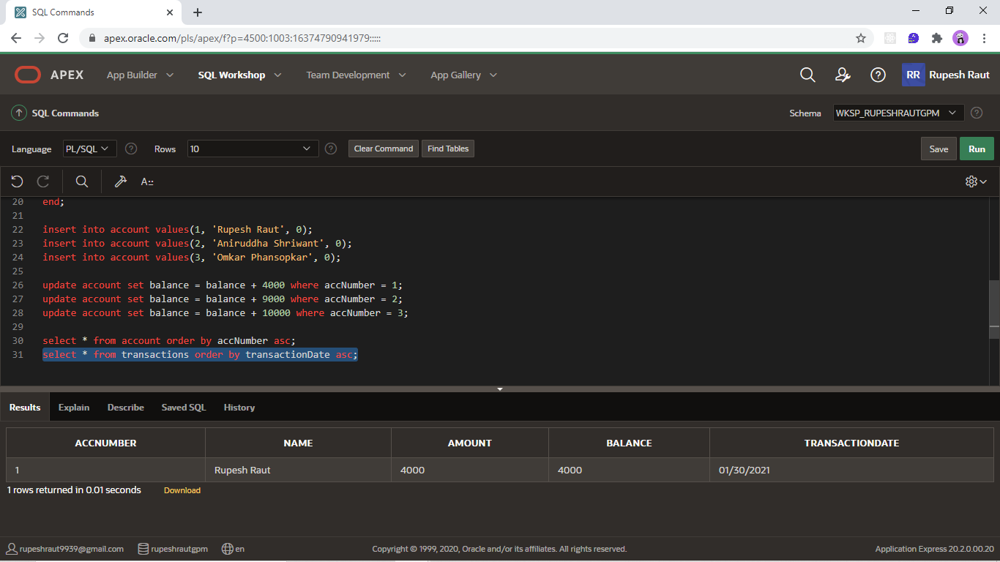 SQL Commands
apex.oracle.com/pls/apex/f?p=4500:1003:16374790941979:::::
APEX App Builder SQL Workshop Team Development App Gallery RR Rupesh Raut
SQL Commands Schema WKSP_RUPESHRAUTGPM
Language PL/SQL Rows 10 Clear Command Find Tables Save Run
A::
20 end;
21
22 insert into account values(1, 'Rupesh Raut', 0);
23 insert into account values(2, 'Aniruddha Shriwant', 0);
24 insert into account values(3, 'Omkar Phansopkar', 0);
25
26 update account set balance = balance + 4000 where accNumber = 1;
27 update account set balance = balance + 9000 where accNumber = 2;
28 update account set balance = balance + 10000 where accNumber = 3;
29
30 select * from account order by accNumber asc;
31 select * from transactions order by transactionDate asc;
Results Explain Describe Saved SQL History
ACCNUMBER NAME AMOUNT BALANCE TRANSACTIONDATE
1 Rupesh Raut 4000 4000 01/30/2021
1 rows returned in 0.01 seconds Download
rupeshraut9939@gmail.com rupeshrautgpm en Copyright © 1999, 2020, Oracle and/or its affiliates. All rights reserved. Application Express 20.2.0.00.20